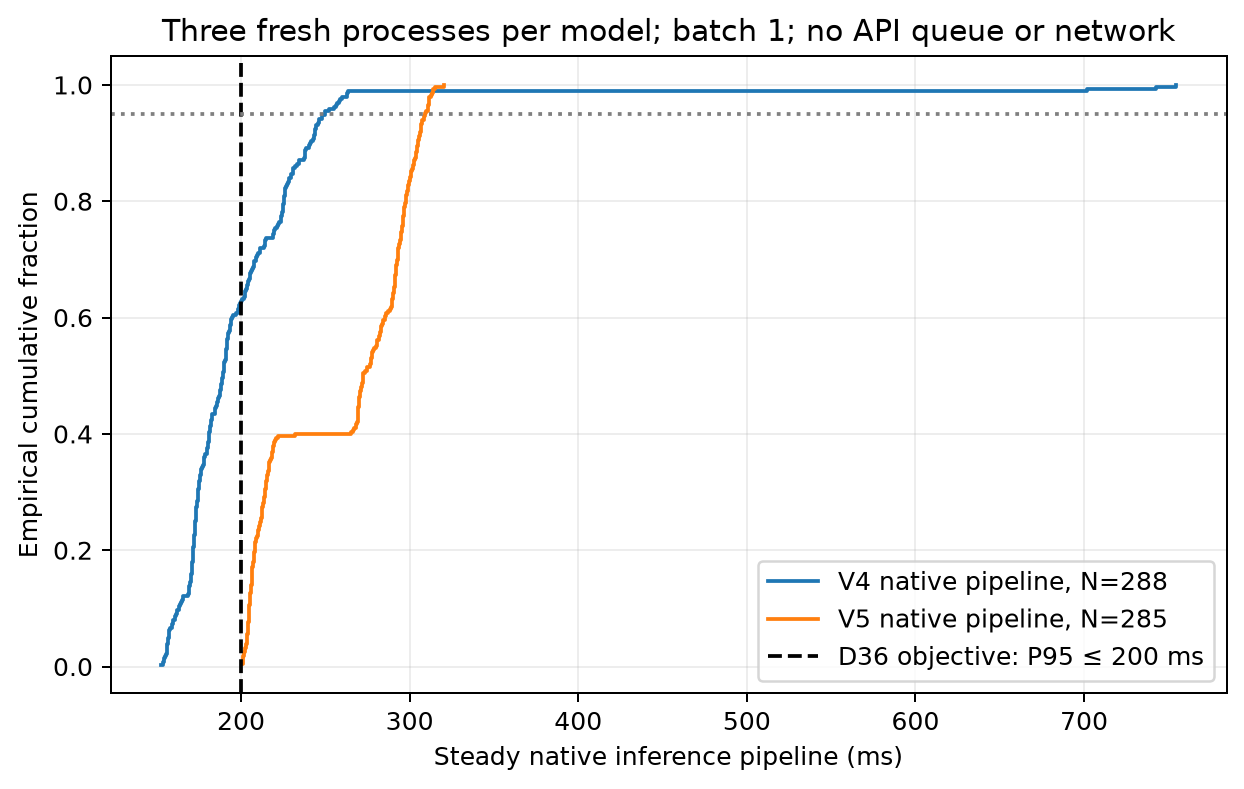 Three fresh processes per model; batch 1; no API queue or network
Empirical cumulative fraction
1.0
0.8
0.6
0.4
0.2
0.0
V4 native pipeline, N=288
V5 native pipeline, N=285
D36 objective: P95 ≤ 200 ms
200 300 400 500 600 700
Steady native inference pipeline (ms)